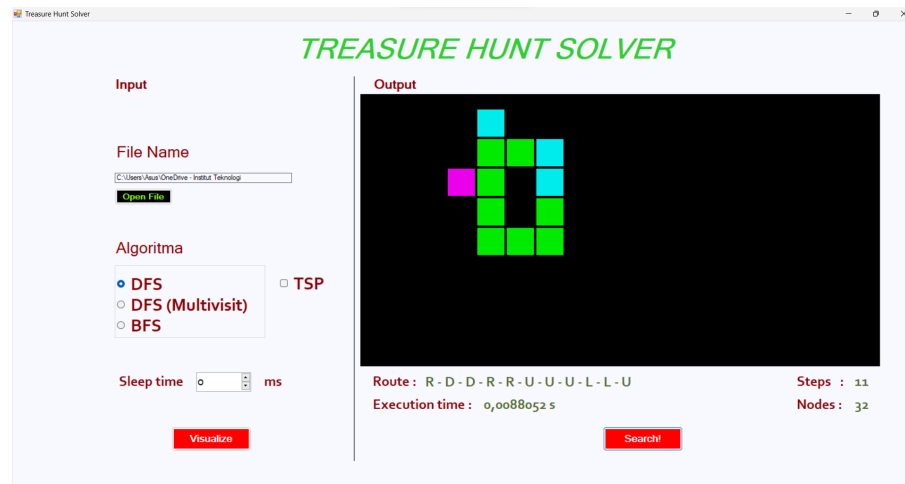 Treasure Hunt Solver
TREASURE HUNT SOLVER
Input
File Name
C:\Users\Asus\OneDrive - Institut Teknologi
Open File
Algoritma
DFS
DFS (Multivisit)
BFS
TSP
Sleep time 0 ms
Visualize
Output
Route : R - D - D - R - R - U - U - U - L - L - U
Steps : 11
Execution time : 0,0088052 s
Nodes : 32
Search!